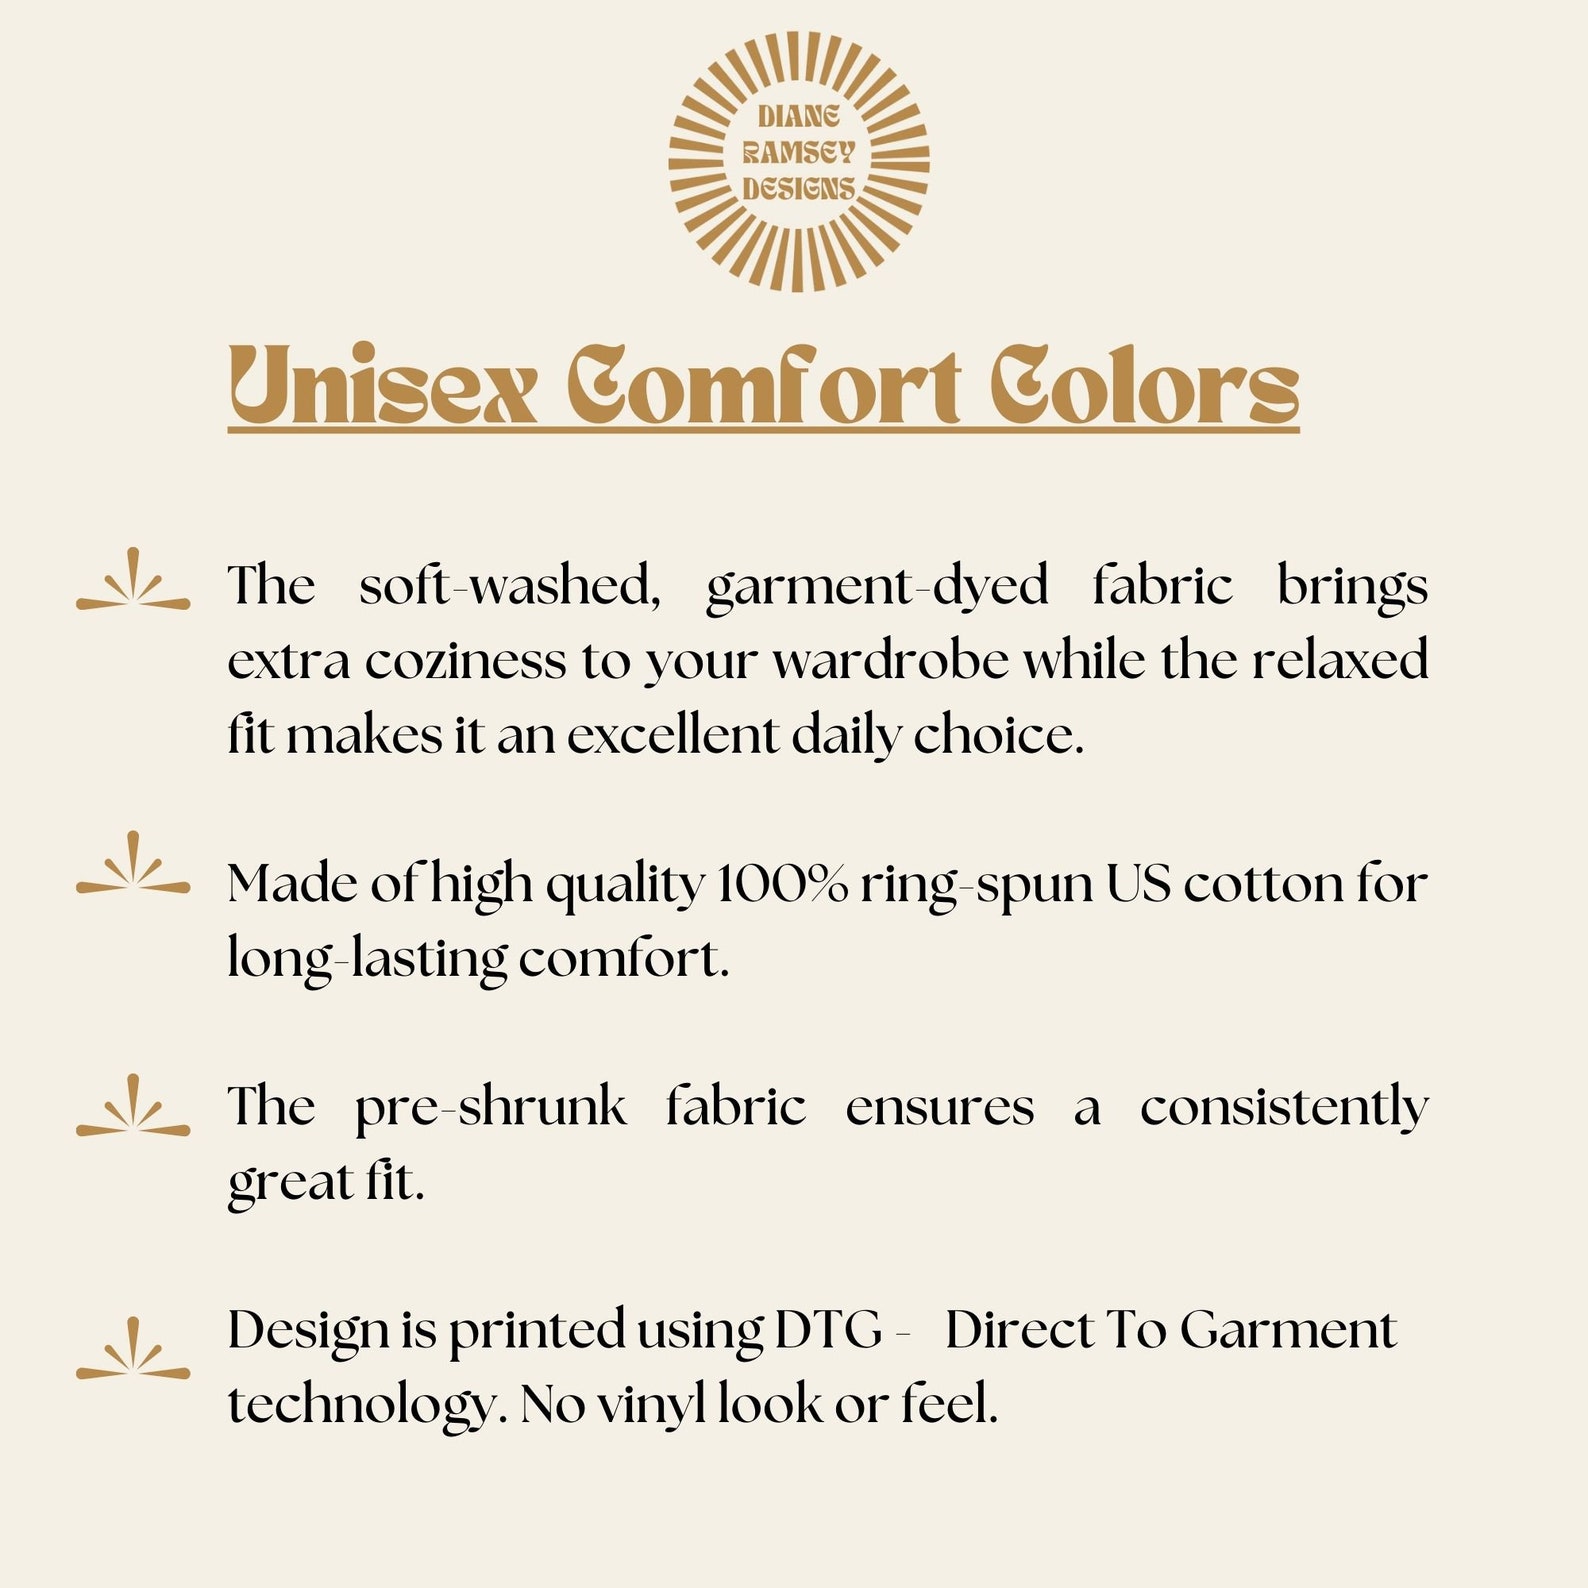 DIANE
RAMSEY
DESIGNS
Unisex Comfort Colors
The soft-washed, garment-dyed fabric brings
extra coziness to your wardrobe while the relaxed
fit makes it an excellent daily choice.
Made of high quality 100% ring-spun US cotton for
long-lasting comfort.
The pre-shrunk fabric ensures a consistently
great fit.
Design is printed using DTG - Direct To Garment
technology. No vinyl look or feel.